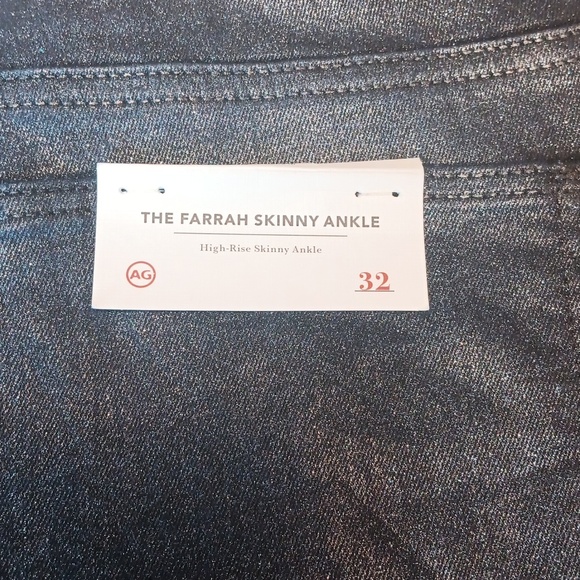 THE FARRAH SKINNY ANKLE
High-Rise Skinny Ankle
AG
32